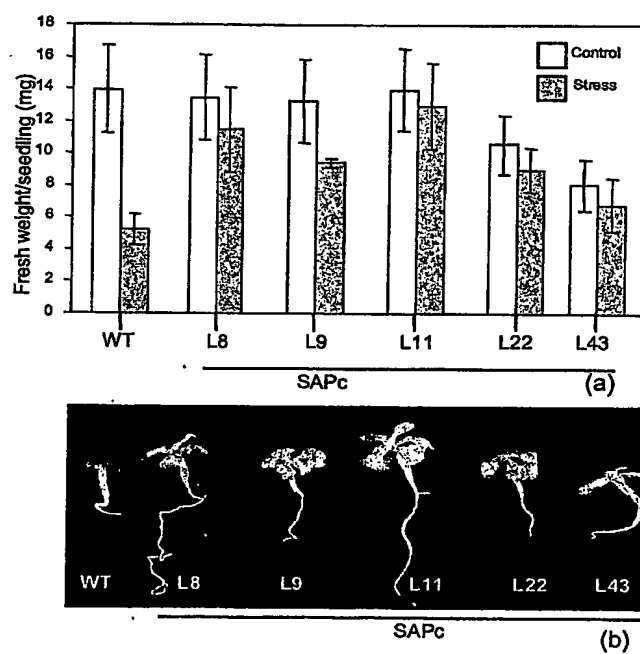 18
16
14
12
10
8
6
4
2
0
Fresh weight/seedling (mg)
Control
Stress
WT L8 L9 L11 L22 L43
SAPc
(a)
WT L8 L9 L11 L22 L43
SAPc
(b)